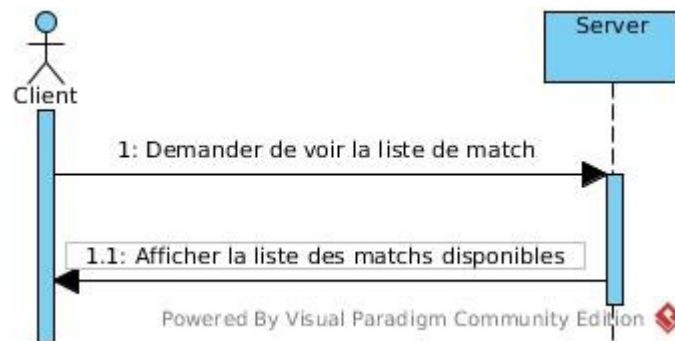 Server
Client
1: Demander de voir la liste de match
1.1: Afficher la liste des matchs disponibles
Powered By Visual Paradigm Community Edition